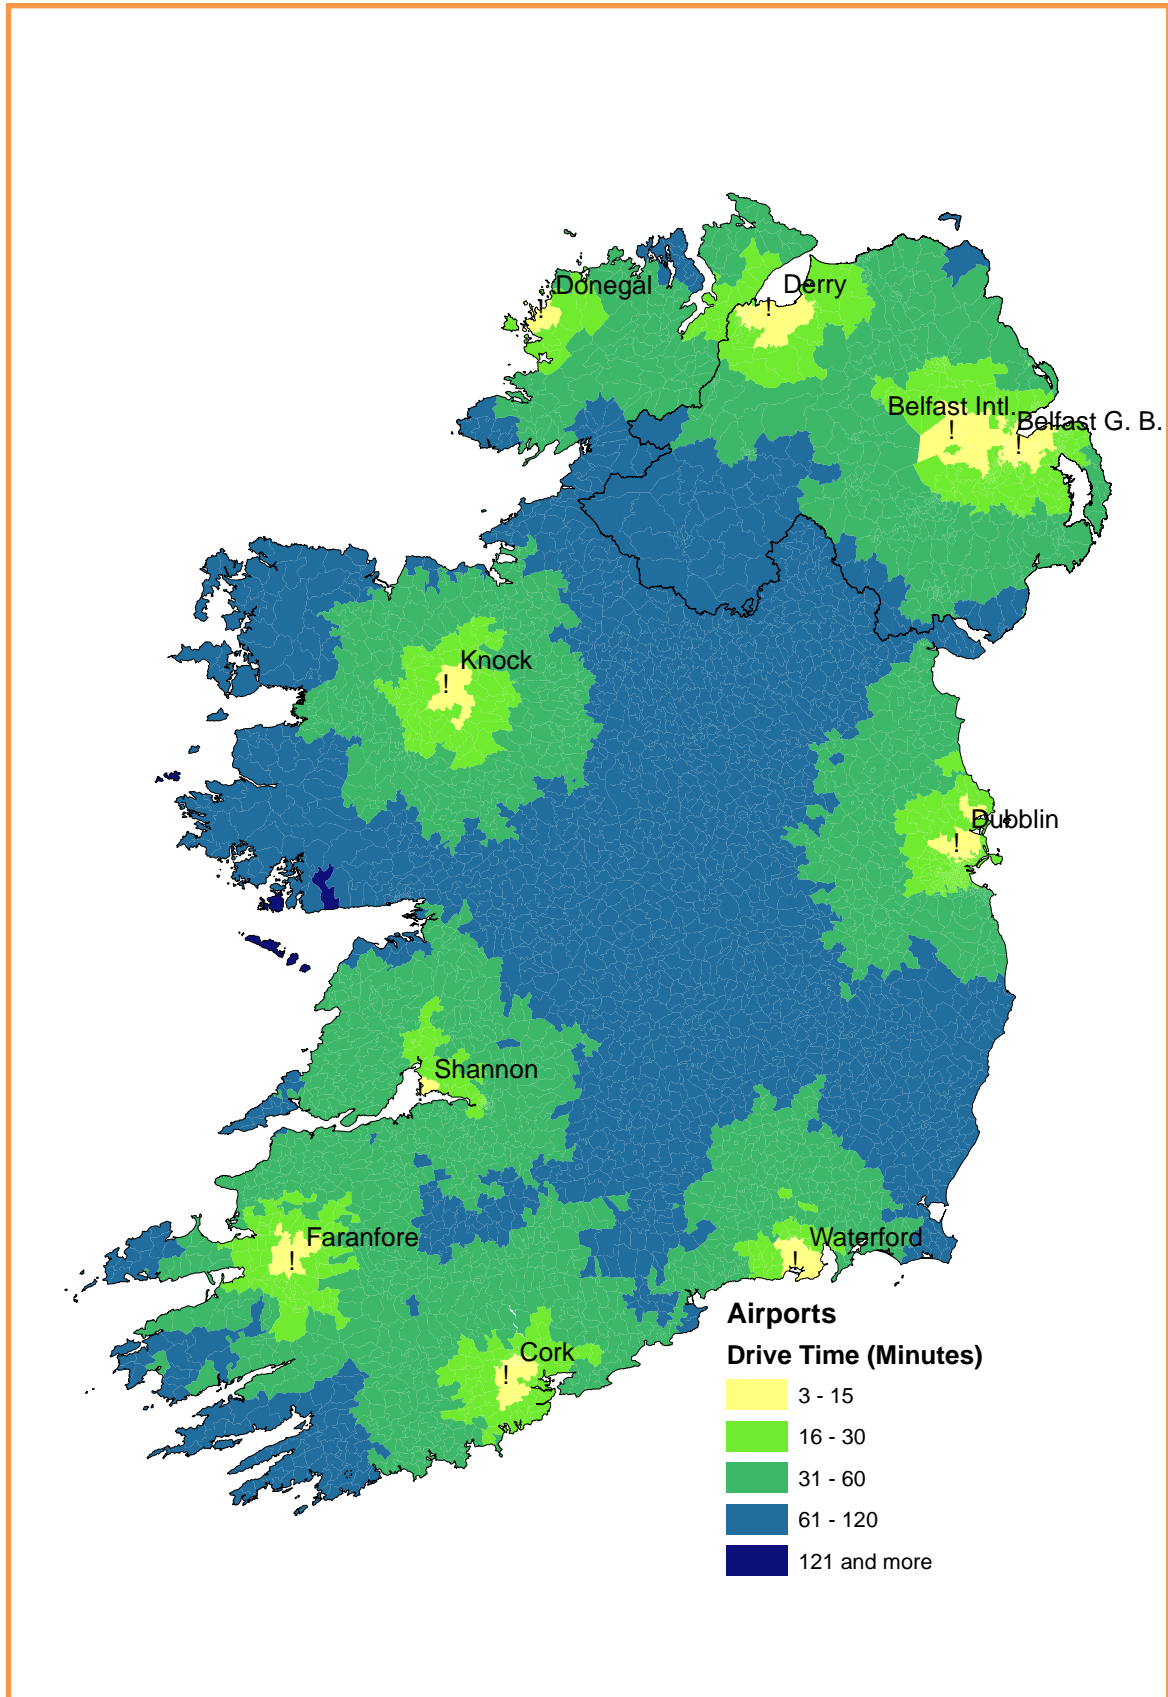 Donegal
Derry
Belfast Intl.
Belfast G. B.
Knock
Dubblin
Shannon
Faranfore
Waterford
Cork
Airports
Drive Time (Minutes)
3 - 15
16 - 30
31 - 60
61 - 120
121 and more